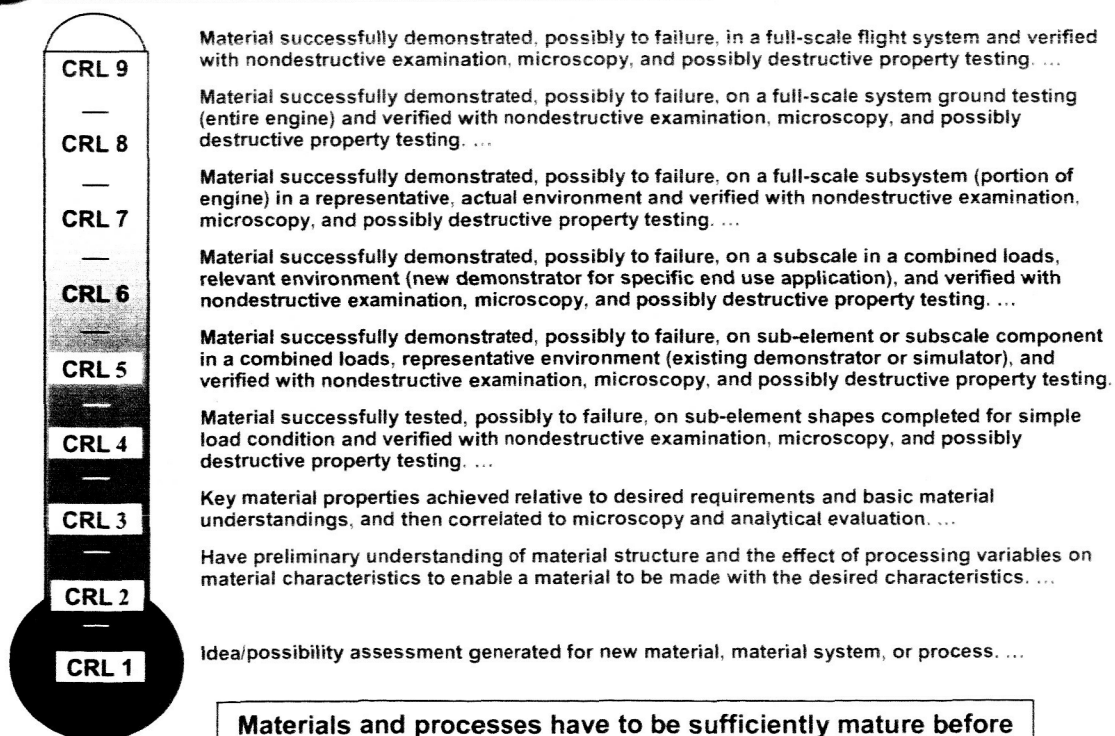 CRL 9
Material successfully demonstrated, possibly to failure, in a full-scale flight system and verified
with nondestructive examination, microscopy, and possibly destructive property testing. ...
CRL 8
Material successfully demonstrated, possibly to failure, on a full-scale system ground testing
(entire engine) and verified with nondestructive examination, microscopy, and possibly
destructive property testing. ...
CRL 7
Material successfully demonstrated, possibly to failure, on a full-scale subsystem (portion of
engine) in a representative, actual environment and verified with nondestructive examination,
microscopy, and possibly destructive property testing. ...
CRL 6
Material successfully demonstrated, possibly to failure, on a subscale in a combined loads,
relevant environment (new demonstrator for specific end use application), and verified with
nondestructive examination, microscopy, and possibly destructive property testing. ...
CRL 5
Material successfully demonstrated, possibly to failure, on sub-element or subscale component
in a combined loads, representative environment (existing demonstrator or simulator), and
verified with nondestructive examination, microscopy, and possibly destructive property testing.
CRL 4
Material successfully tested, possibly to failure, on sub-element shapes completed for simple
load condition and verified with nondestructive examination, microscopy, and possibly
destructive property testing. ...
CRL 3
Key material properties achieved relative to desired requirements and basic material
understandings, and then correlated to microscopy and analytical evaluation. ...
CRL 2
Have preliminary understanding of material structure and the effect of processing variables on
material characteristics to enable a material to be made with the desired characteristics. ...
CRL 1
Idea/possibility assessment generated for new material, material system, or process. ...
Materials and processes have to be sufficiently mature before